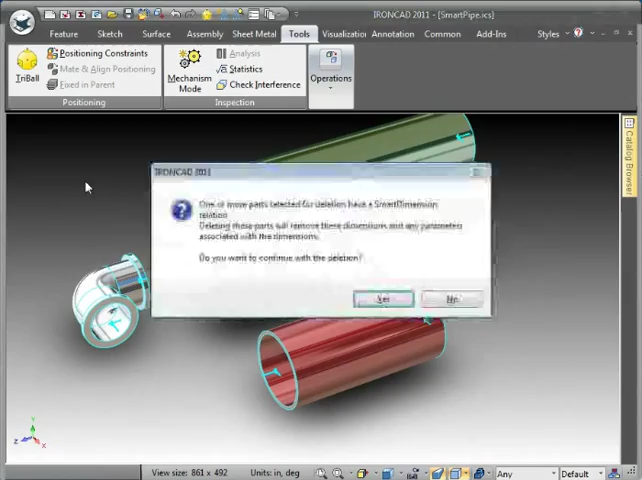 IRONCAD 2011 - [SmartPipe.ics]
Feature Sketch Surface Assembly Sheet Metal Tools Visualization Annotation Common Add-Ins Styles
TriBall
Positioning Constraints
Mate & Align Positioning
Fixed in Parent
Positioning
Mechanism Mode
Analysis
Statistics
Check Interference
Inspection
Operations
Catalog Browser
IRONCAD 2011
One or more parts selected for deletion have a SmartDimension
relation
Deleting these parts will remove these dimensions and any parameters
associated with the dimensions.
Do you want to continue with the deletion?
Yes No
Y
Z X
View size: 861 x 492 Units: in, deg Any Default